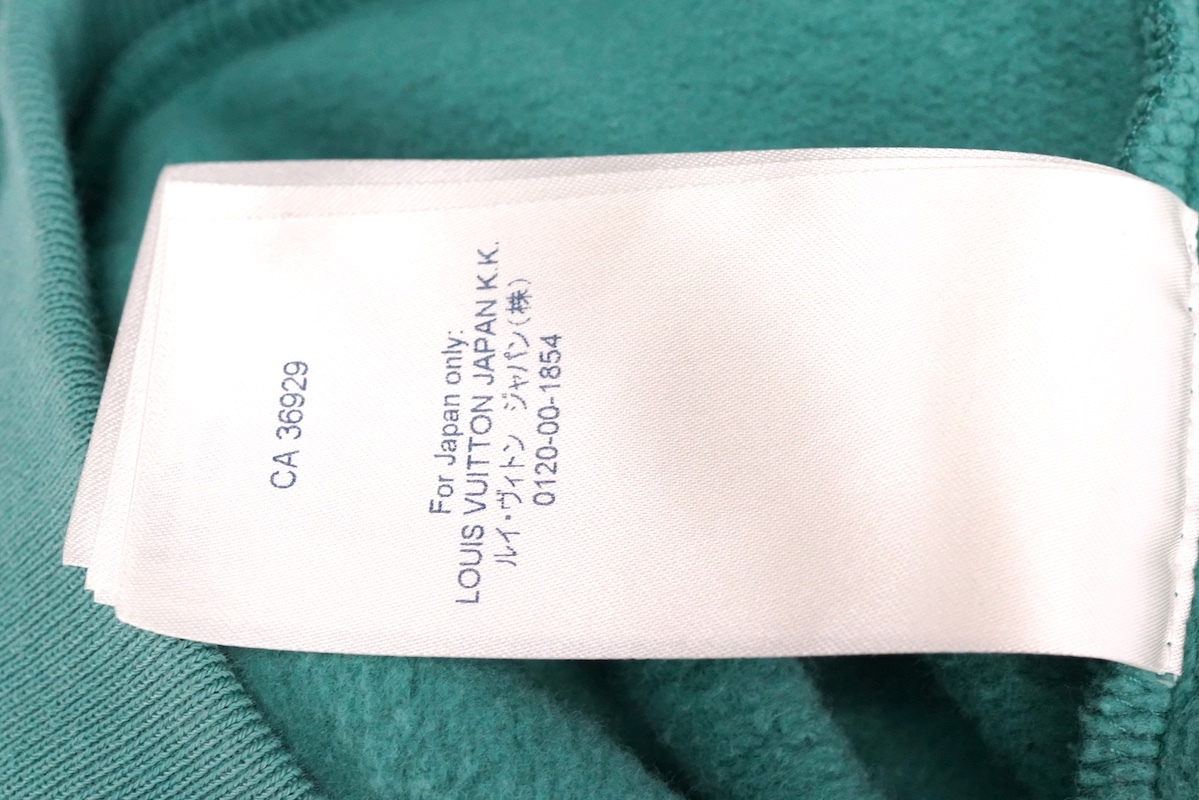 CA 36929
For Japan only:
LOUIS VUITTON JAPAN K.K.
ルイ・ヴィトン ジャパン(株)
0120-00-1854